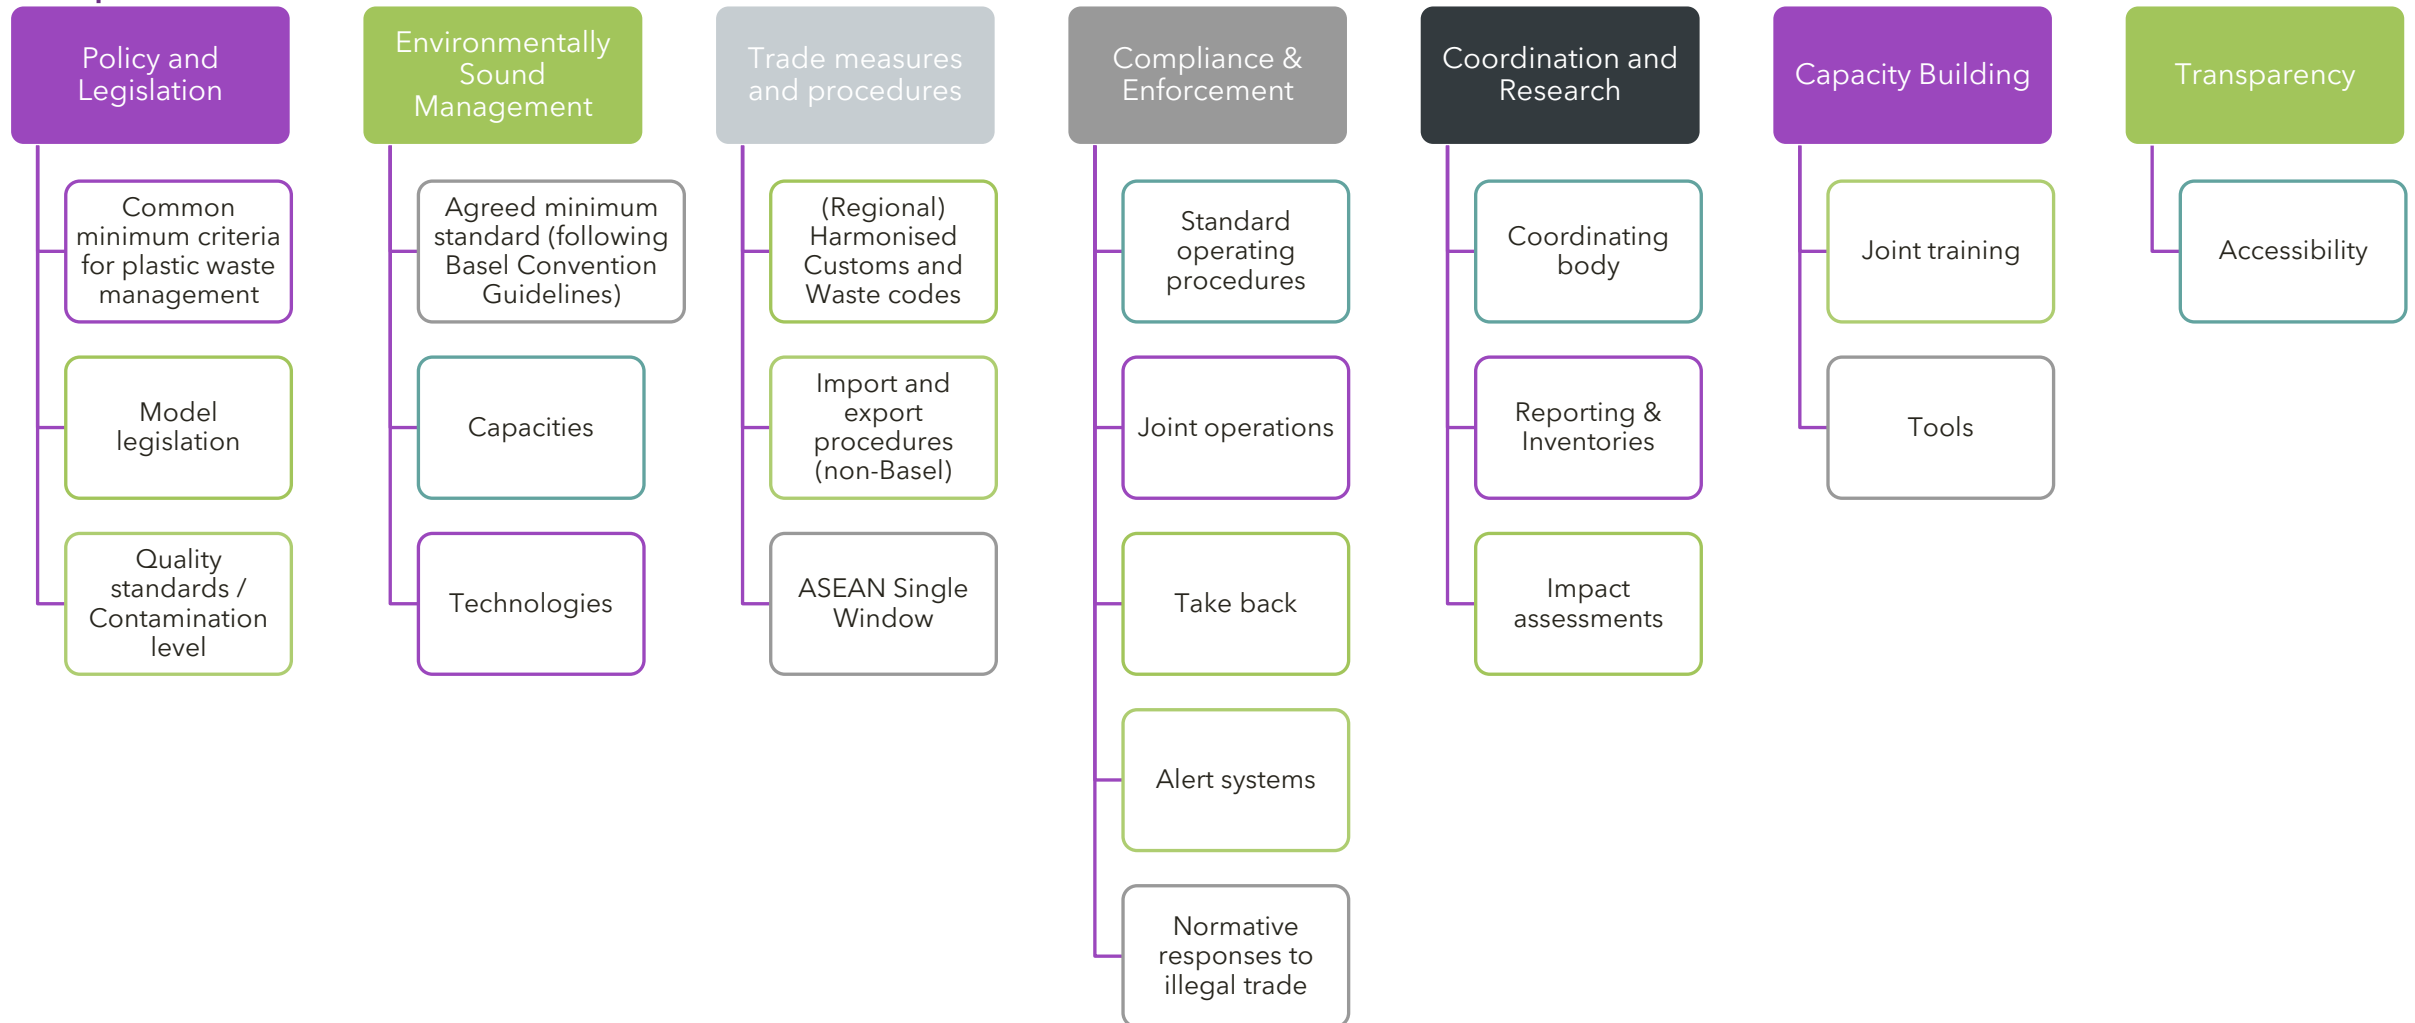 Policy and
Legislation
Common
minimum criteria
for plastic waste
management
Model
legislation
Quality
standards /
Contamination
level
Environmentally
Sound
Management
Agreed minimum
standard (following
Basel Convention
Guidelines)
Capacities
Technologies
Trade measures
and procedures
(Regional)
Harmonised
Customs and
Waste codes
Import and
export
procedures
(non-Basel)
ASEAN Single
Window
Compliance &
Enforcement
Standard
operating
procedures
Joint operations
Take back
Alert systems
Normative
responses to
illegal trade
Coordination and
Research
Coordinating
body
Reporting &
Inventories
Impact
assessments
Capacity Building
Joint training
Tools
Transparency
Accessibility